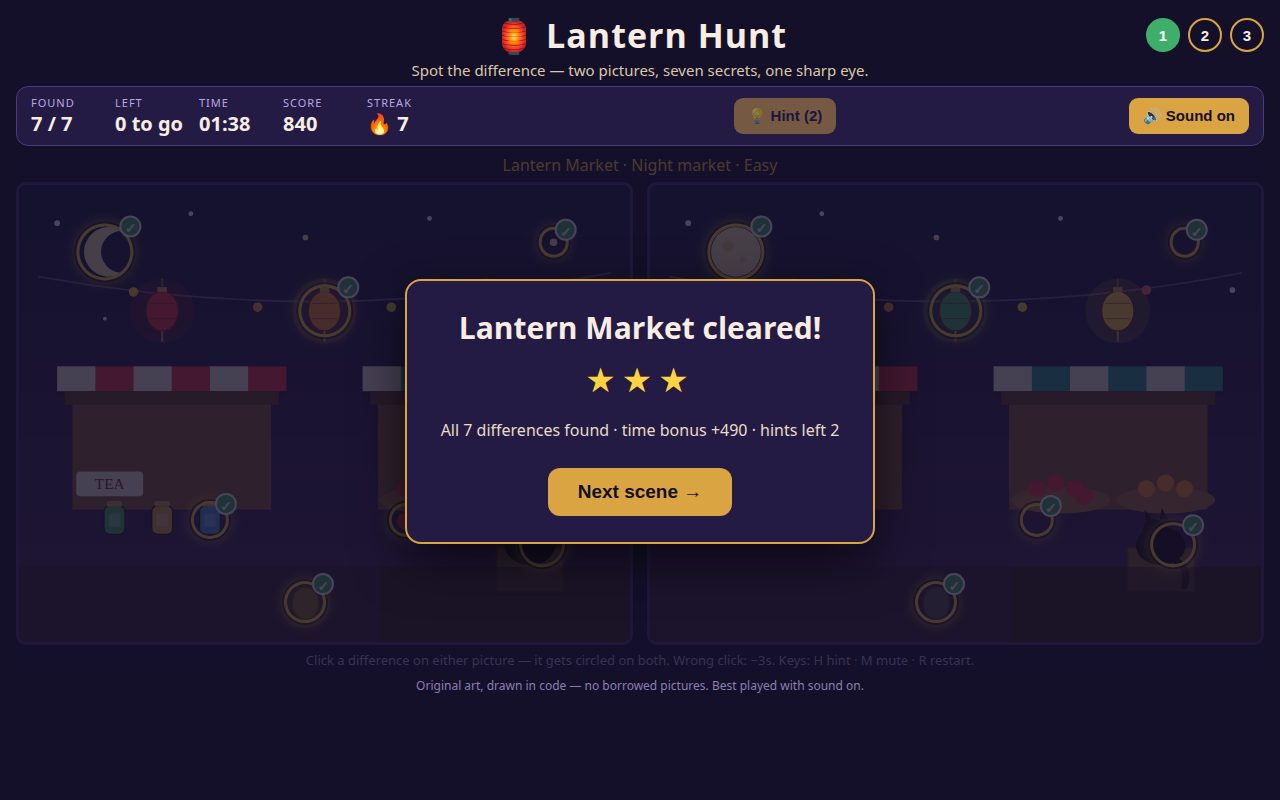 🏮 Lantern Hunt
1 2 3
Spot the difference — two pictures, seven secrets, one sharp eye.
FOUND LEFT TIME SCORE STREAK
7 / 7 0 to go 01:38 840 🔥 7
💡 Hint (2)
🔊 Sound on
Lantern Market · Night market · Easy
Lantern Market cleared!
★ ★ ★
All 7 differences found · time bonus +490 · hints left 2
Next scene →
TEA
Click a difference on either picture — it gets circled on both. Wrong click: −3s. Keys: H hint · M mute · R restart.
Original art, drawn in code — no borrowed pictures. Best played with sound on.